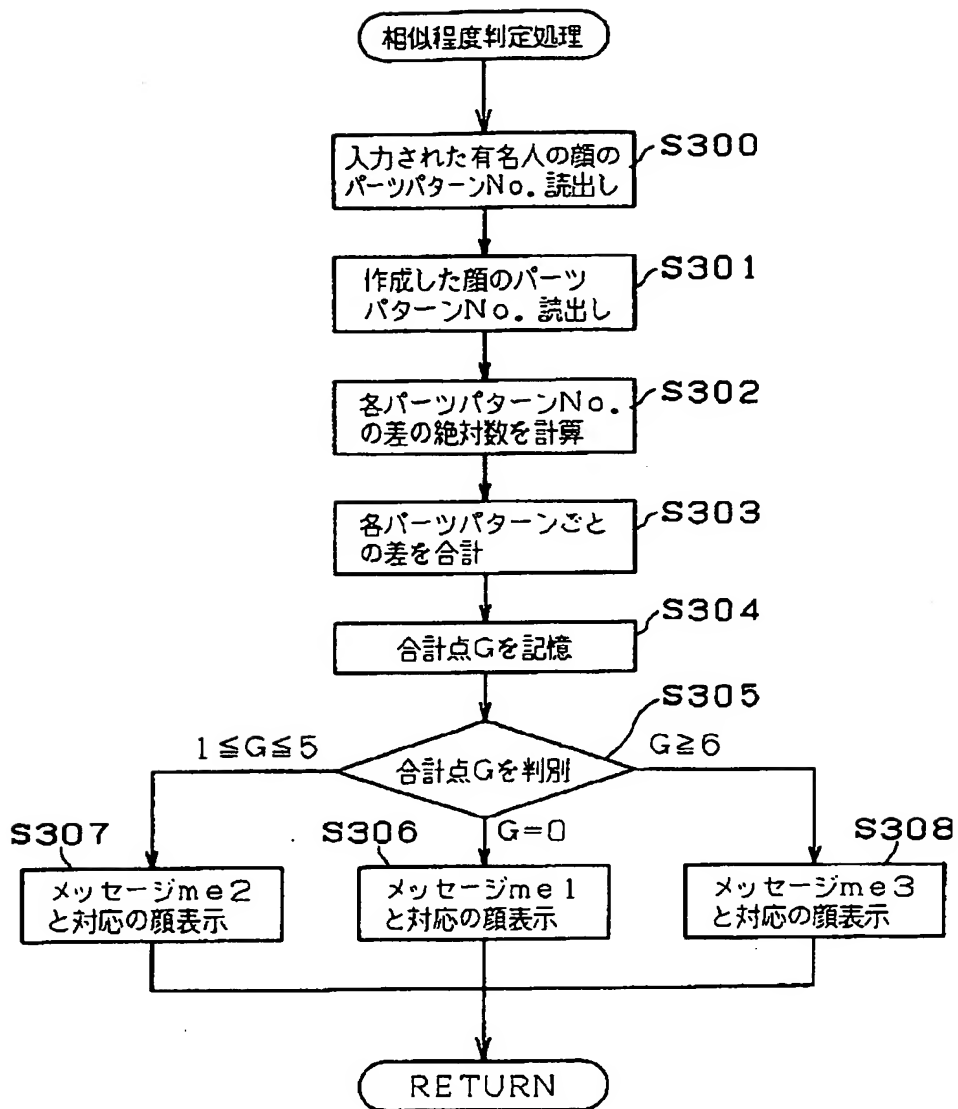 相似程度判定処理
S300
入力された有名人の顔の
パーツパターンNo.読出し
S301
作成した顔のパーツ
パターンNo.読出し
S302
各パーツパターンNo.
の差の絶対数を計算
S303
各パーツパターンごと
の差を合計
S304
合計点Gを記憶
S305
1≦G≦5
合計点Gを判別
G≧6
G=0
S307
メッセージme2
と対応の顔表示
S306
メッセージme1
と対応の顔表示
S308
メッセージme3
と対応の顔表示
RETURN